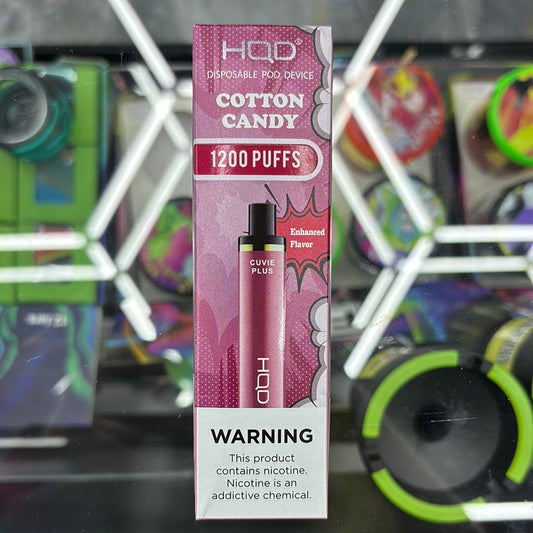 HQD
DISPOSABLE POD DEVICE
COTTON
CANDY
1200 PUFFS
Enhanced
Flavor
CUVIE
PLUS
HQD
WARNING
This product
contains nicotine.
Nicotine is an
addictive chemical.